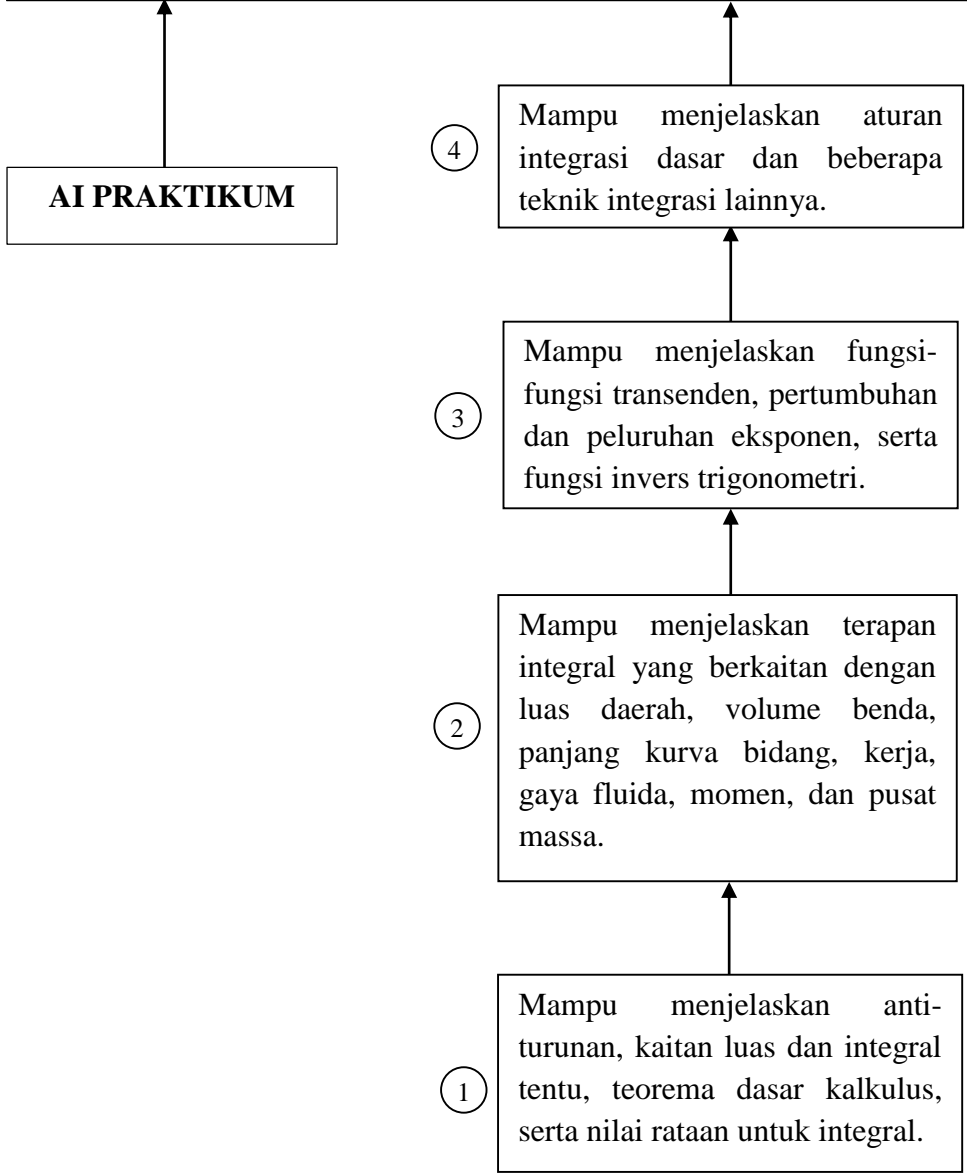 4
Mampu menjelaskan aturan
integrasi dasar dan beberapa
teknik integrasi lainnya.
AI PRAKTIKUM
3
Mampu menjelaskan fungsi-
fungsi transenden, pertumbuhan
dan peluruhan eksponen, serta
fungsi invers trigonometri.
2
Mampu menjelaskan terapan
integral yang berkaitan dengan
luas daerah, volume benda,
panjang kurva bidang, kerja,
gaya fluida, momen, dan pusat
massa.
1
Mampu menjelaskan anti-
turunan, kaitan luas dan integral
tentu, teorema dasar kalkulus,
serta nilai rataan untuk integral.